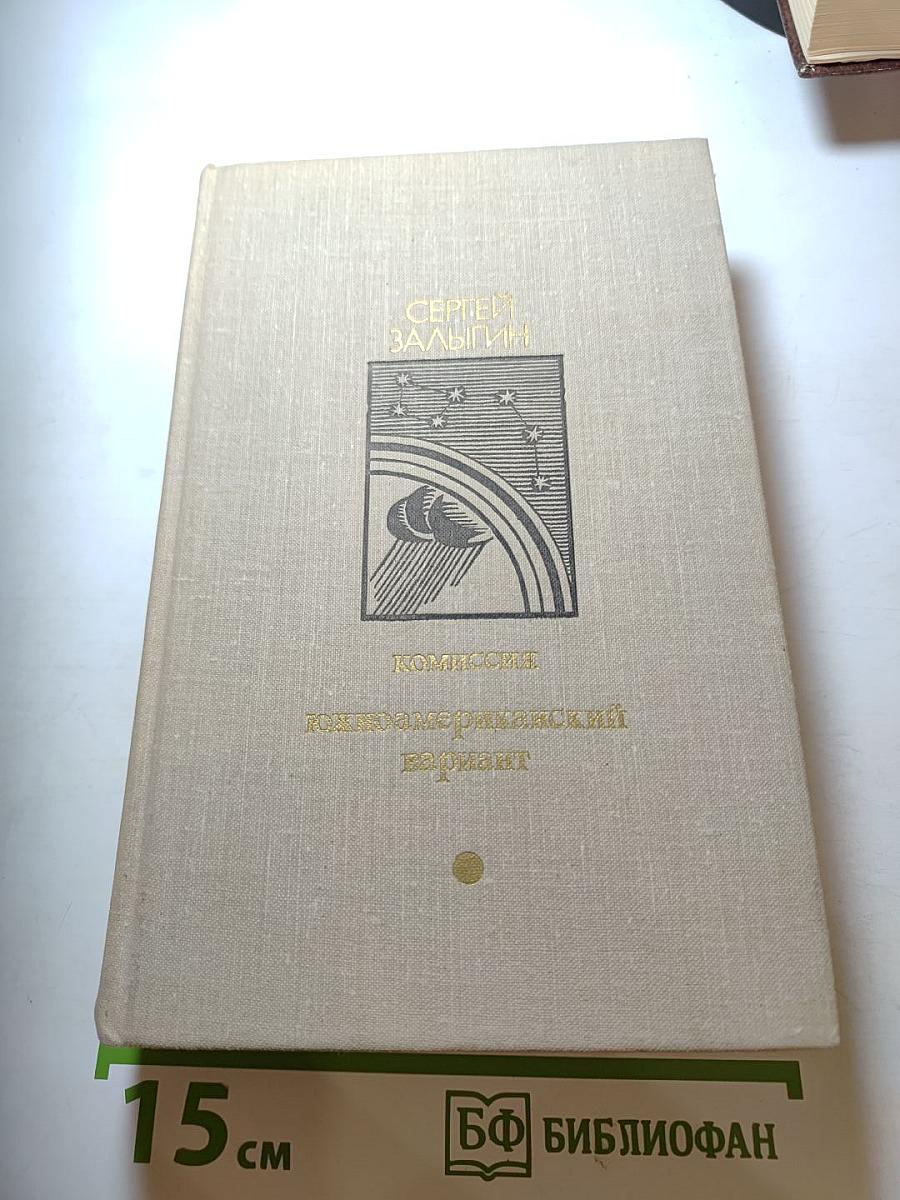 СЕРГЕЙ
ЗАЛЫГИН
комиссия
южноамериканский
вариант
15 см
БФ БИБЛИОФАН